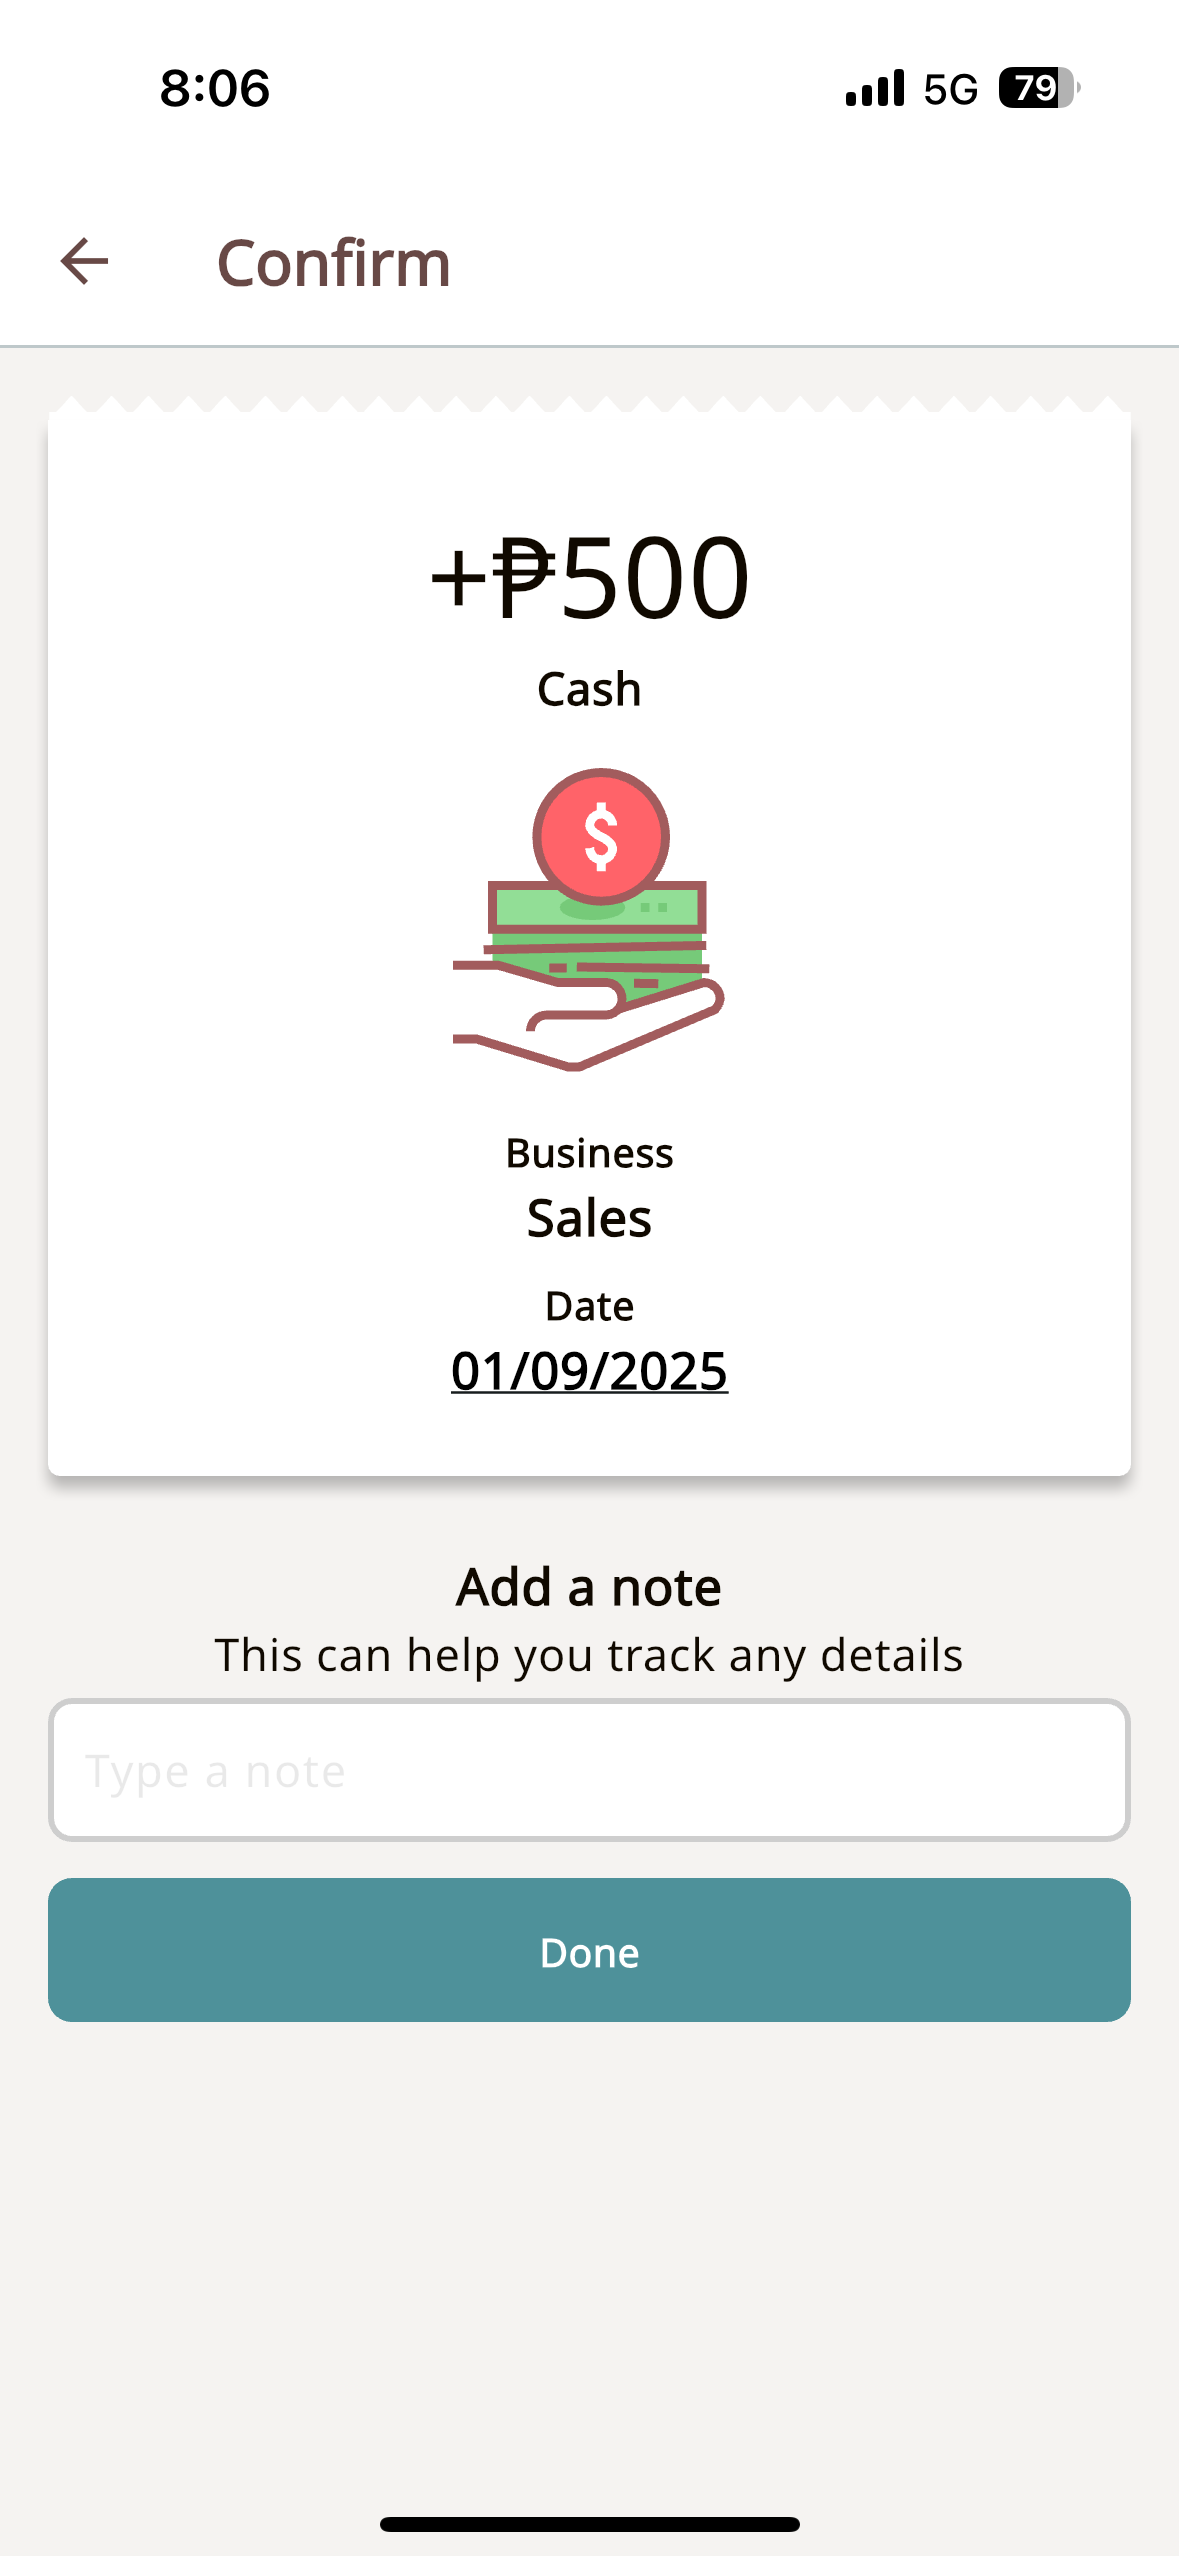 8:06
5G
79
Confirm
+₱500
Cash
$
Business
Sales
Date
01/09/2025
Add a note
This can help you track any details
Type a note
Done